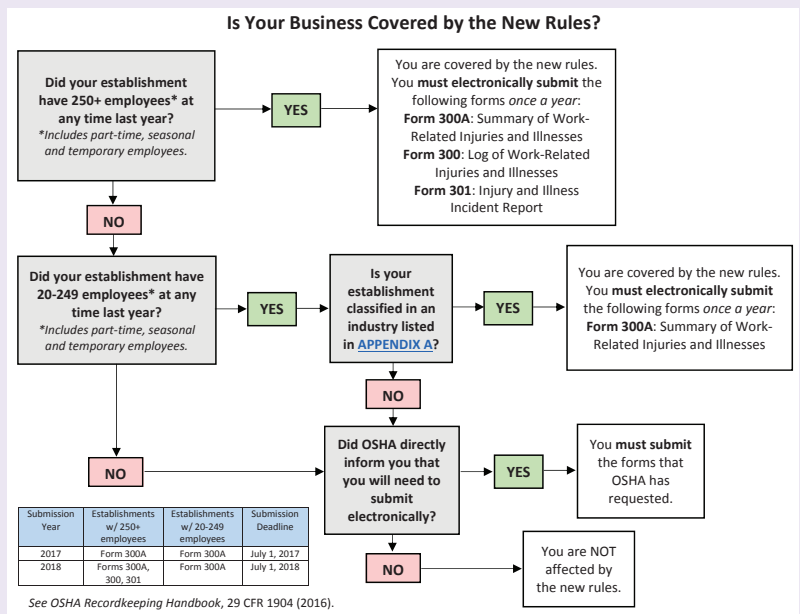 Is Your Business Covered by the New Rules?
Did your establishment
have 250+ employees* at
any time last year?
*Includes part-time, seasonal
and temporary employees.
YES
You are covered by the new rules.
You must electronically submit the
following forms once a year:
Form 300A: Summary of Work-
Related Injuries and Illnesses
Form 300: Log of Work-Related
Injuries and Illnesses
Form 301: Injury and Illness
Incident Report
NO
Did your establishment have
20-249 employees* at any
time last year?
*Includes part-time, seasonal
and temporary employees.
YES
Is your
establishment
classified in an
industry listed
in APPENDIX A?
YES
You are covered by the new rules.
You must electronically submit
the following forms once a year:
Form 300A: Summary of Work-
Related Injuries and Illnesses
NO
NO
Did OSHA directly
inform you that
you will need to
submit
electronically?
YES
You must submit
the forms that
OSHA has
requested.
NO
You are NOT
affected by
the new rules.
Submission
Year
Establishments
w/ 250+
employees
Establishments
w/ 20-249
employees
Submission
Deadline
2017
Form 300A
Form 300A
July 1, 2017
2018
Forms 300A,
300, 301
Form 300A
July 1, 2018
See OSHA Recordkeeping Handbook, 29 CFR 1904 (2016).